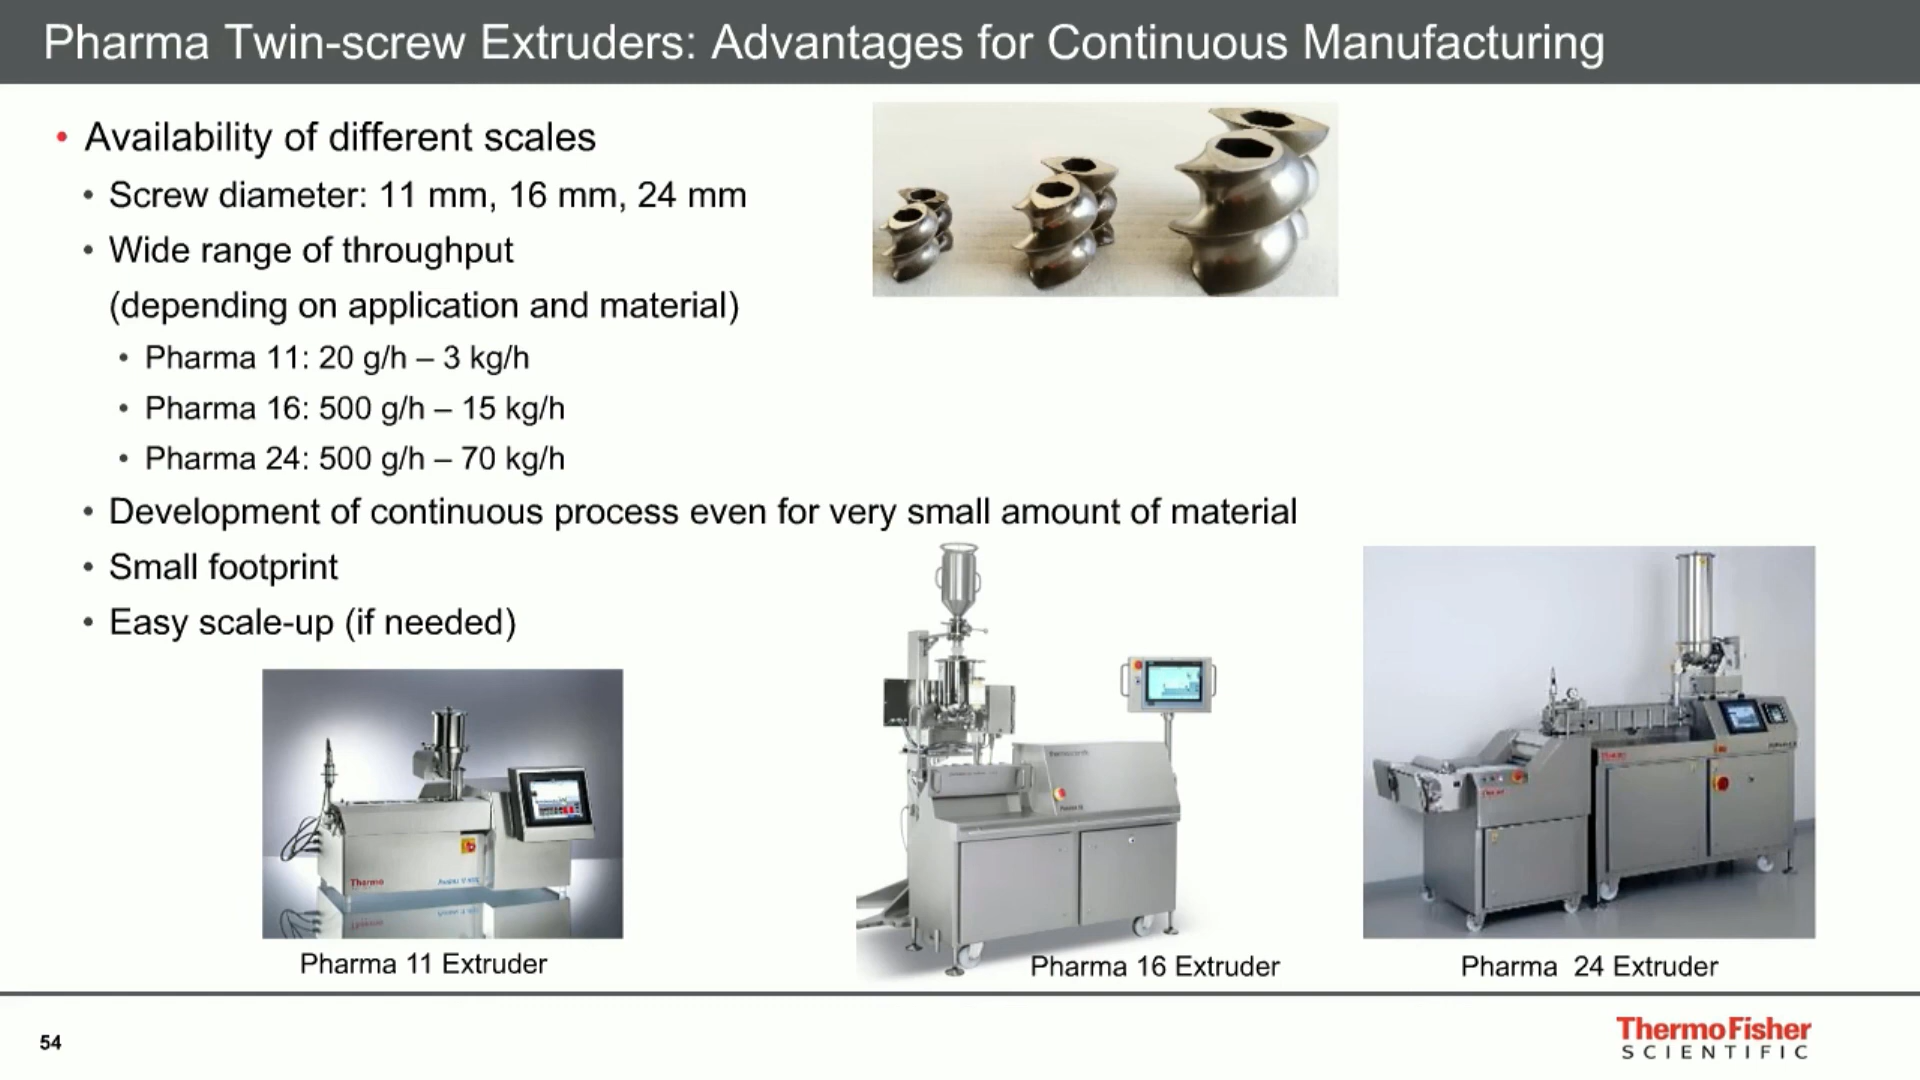 Pharma Twin-screw Extruders: Advantages for Continuous Manufacturing
• Availability of different scales
• Screw diameter: 11 mm, 16 mm, 24 mm
• Wide range of throughput
(depending on application and material)
• Pharma 11: 20 g/h – 3 kg/h
• Pharma 16: 500 g/h – 15 kg/h
• Pharma 24: 500 g/h – 70 kg/h
• Development of continuous process even for very small amount of material
• Small footprint
• Easy scale-up (if needed)
Thermo
Pharma 11 Extruder
Pharma 16 Extruder
Pharma 24 Extruder
54
ThermoFisher
SCIENTIFIC